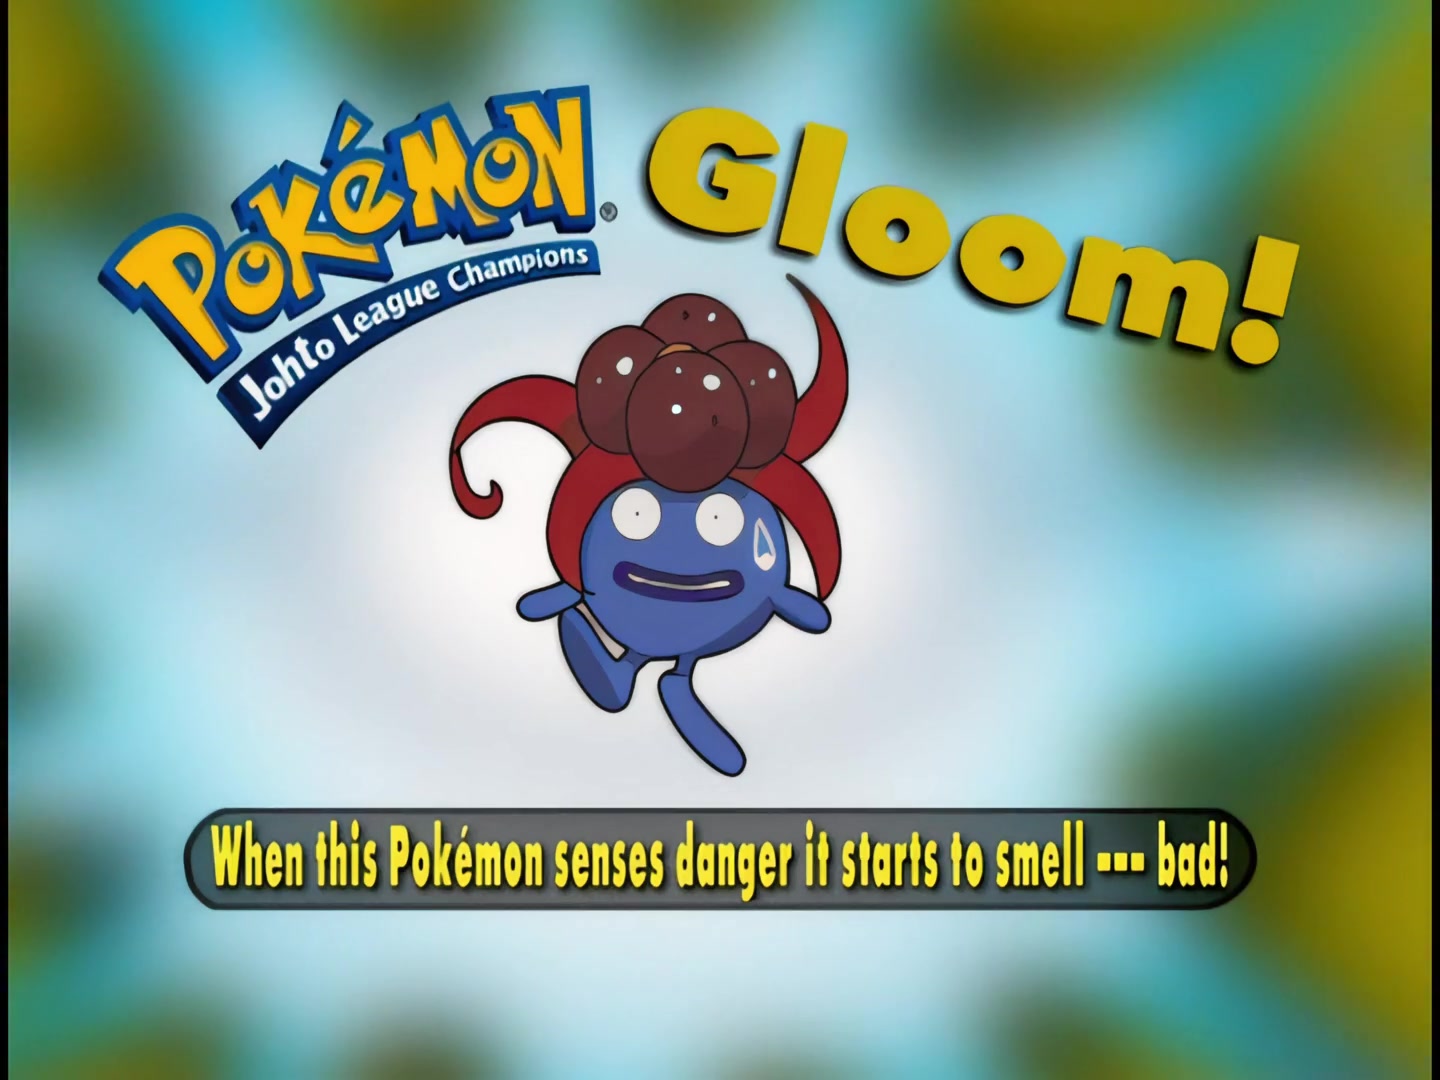 POKéMON®
Johto League Champions
Gloom!
When this Pokémon senses danger it starts to smell --- bad!